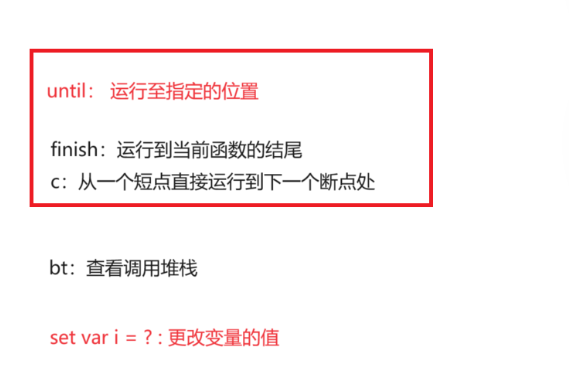 until： 运行至指定的位置
finish：运行到当前函数的结尾
c：从一个短点直接运行到下一个断点处
bt：查看调用堆栈
set var i = ? : 更改变量的值